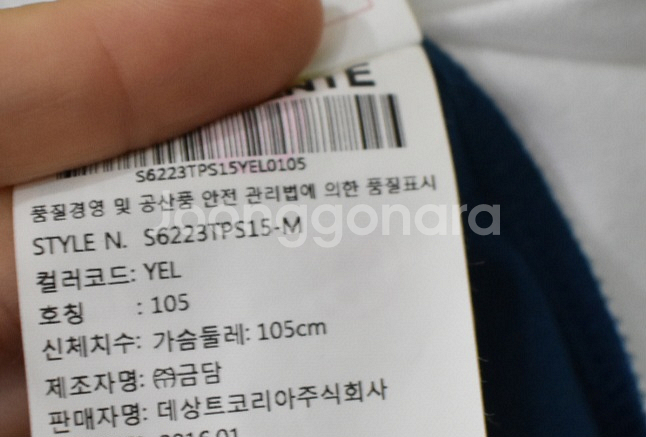 S6223TPS15YEL0105
품질경영 및 공산품 안전 관리법에 의한 품질표시
joonggonara
STYLE N. S6223TPS15-M
컬러코드: YEL
호칭 : 105
신체치수: 가슴둘레: 105cm
제조자명: ㈜금담
판매자명: 데상트코리아주식회사
2016.01